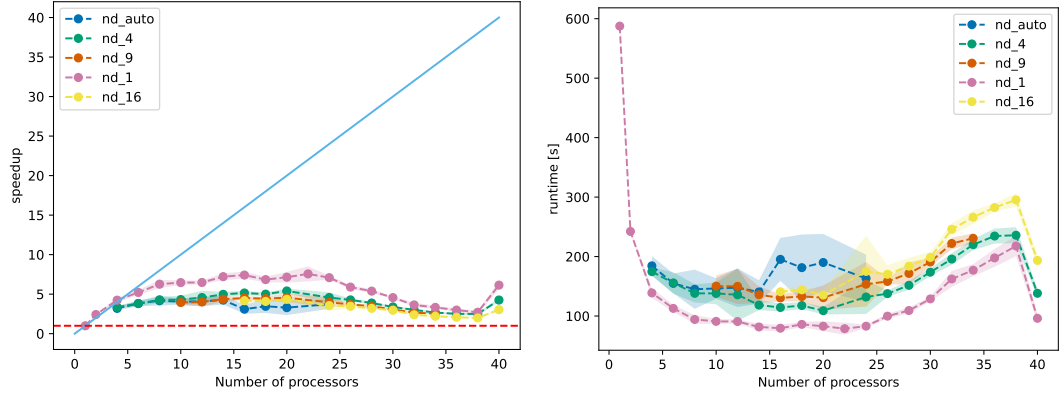 40
35
30
25
20
15
10
5
0
speedup
nd_auto
nd_4
nd_9
nd_1
nd_16
0 5 10 15 20 25 30 35 40
Number of processors
600
500
400
300
200
100
runtime [s]
nd_auto
nd_4
nd_9
nd_1
nd_16
0 5 10 15 20 25 30 35 40
Number of processors